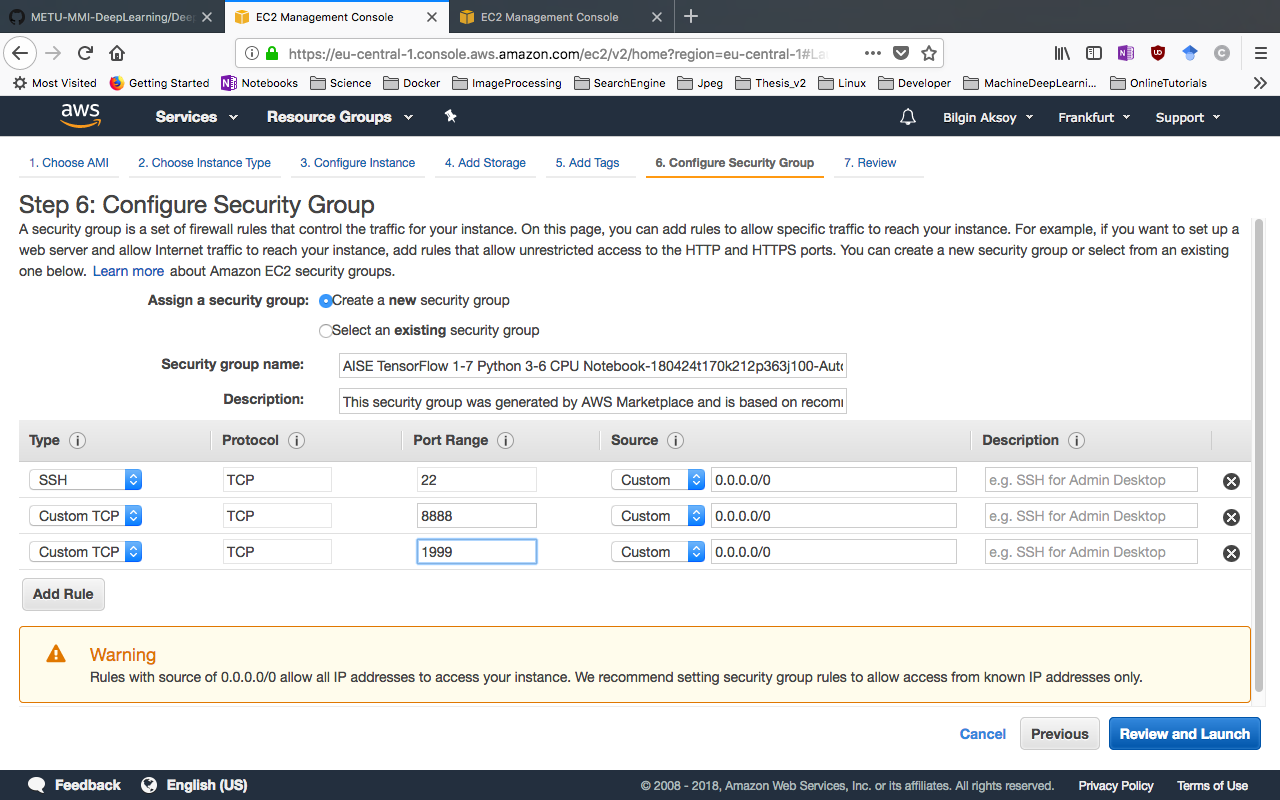 METU-MMI-DeepLearning/Dee
EC2 Management Console
EC2 Management Console
https://eu-central-1.console.aws.amazon.com/ec2/v2/home?region=eu-central-1#La
Most Visited Getting Started Notebooks Science Docker ImageProcessing SearchEngine Jpeg Thesis_v2 Linux Developer MachineDeepLearni... OnlineTutorials
aws Services Resource Groups Bilgin Aksoy Frankfurt Support
1. Choose AMI 2. Choose Instance Type 3. Configure Instance 4. Add Storage 5. Add Tags 6. Configure Security Group 7. Review
Step 6: Configure Security Group
A security group is a set of firewall rules that control the traffic for your instance. On this page, you can add rules to allow specific traffic to reach your instance. For example, if you want to set up a
web server and allow Internet traffic to reach your instance, add rules that allow unrestricted access to the HTTP and HTTPS ports. You can create a new security group or select from an existing
one below. Learn more about Amazon EC2 security groups.
Assign a security group: Create a new security group
Select an existing security group
Security group name: AISE TensorFlow 1-7 Python 3-6 CPU Notebook-180424t170k212p363j100-Auto
Description: This security group was generated by AWS Marketplace and is based on recomm
Type Protocol Port Range Source Description
SSH TCP 22 Custom 0.0.0.0/0 e.g. SSH for Admin Desktop
Custom TCP TCP 8888 Custom 0.0.0.0/0 e.g. SSH for Admin Desktop
Custom TCP TCP 1999 Custom 0.0.0.0/0 e.g. SSH for Admin Desktop
Add Rule
Warning
Rules with source of 0.0.0.0/0 allow all IP addresses to access your instance. We recommend setting security group rules to allow access from known IP addresses only.
Cancel Previous Review and Launch
Feedback English (US) © 2008 - 2018, Amazon Web Services, Inc. or its affiliates. All rights reserved. Privacy Policy Terms of Use